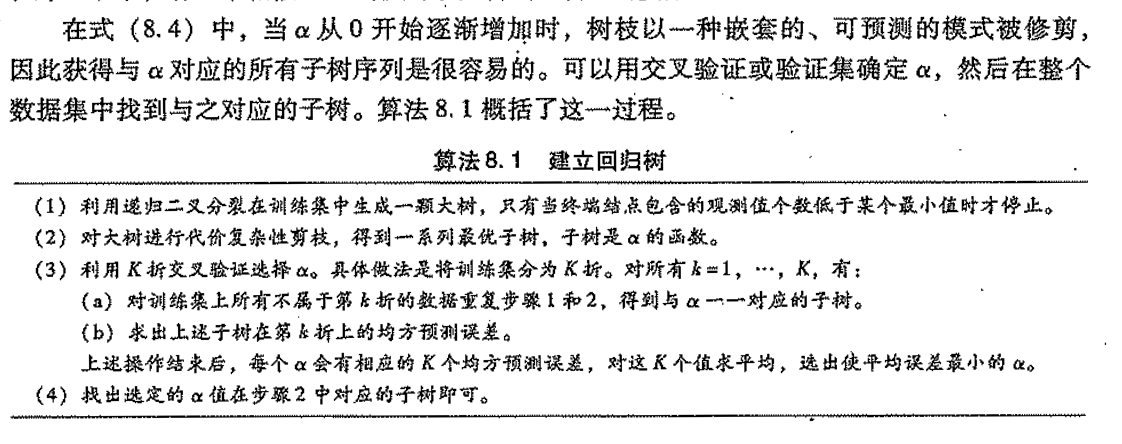 在式（8.4）中，当α从0开始逐渐增加时，树枝以一种嵌套的、可预测的模式被修剪，
因此获得与α对应的所有子树序列是很容易的。可以用交叉验证或验证集确定α，然后在整个
数据集中找到与之对应的子树。算法8.1概括了这一过程。
算法8.1 建立回归树
（1）利用递归二叉分裂在训练集中生成一颗大树，只有当终端结点包含的观测值个数低于某个最小值时才停止。
（2）对大树进行代价复杂性剪枝，得到一系列最优子树，子树是α的函数。
（3）利用K折交叉验证选择α。具体做法是将训练集分为K折。对所有k=1，…，K，有：
（a）对训练集上所有不属于第k折的数据重复步骤1和2，得到与α一一对应的子树。
（b）求出上述子树在第k折上的均方预测误差。
上述操作结束后，每个α会有相应的K个均方预测误差，对这K个值求平均，选出使平均误差最小的α。
（4）找出选定的α值在步骤2中对应的子树即可。